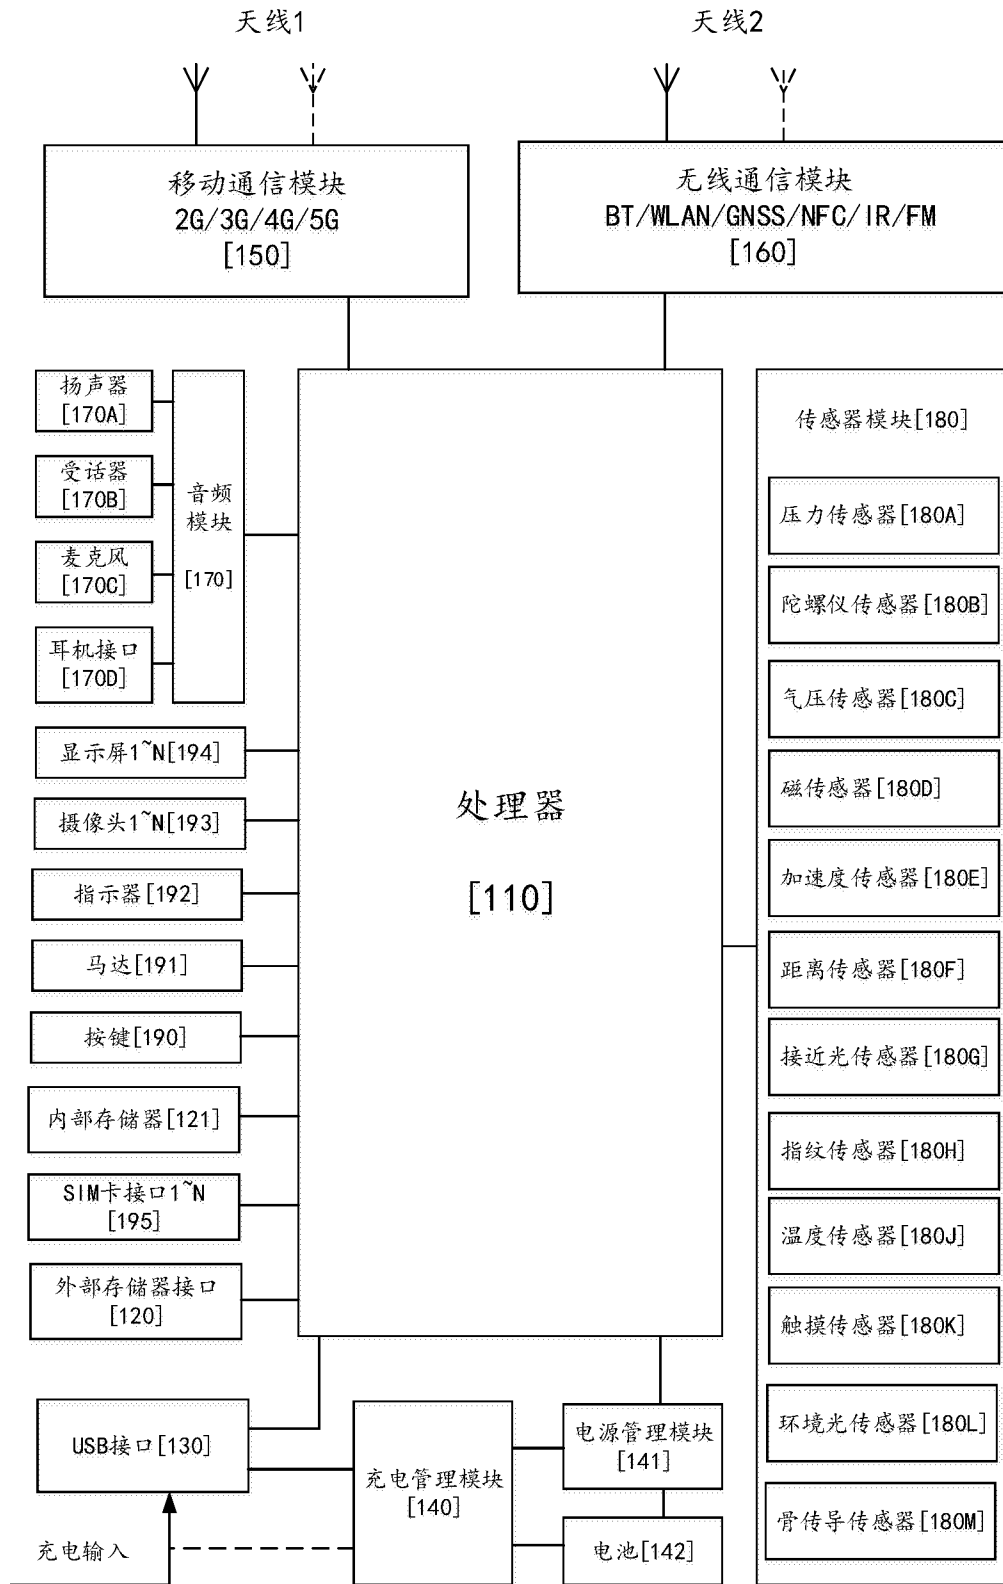 天线1
天线2
移动通信模块
2G/3G/4G/5G
[150]
无线通信模块
BT/WLAN/GNSS/NFC/IR/FM
[160]
扬声器
[170A]
受话器
[170B]
麦克风
[170C]
耳机接口
[170D]
音频
模块
[170]
显示屏1~N[194]
摄像头1~N[193]
指示器[192]
马达[191]
按键[190]
内部存储器[121]
SIM卡接口1~N
[195]
外部存储器接口
[120]
处理器
[110]
传感器模块[180]
压力传感器[180A]
陀螺仪传感器[180B]
气压传感器[180C]
磁传感器[180D]
加速度传感器[180E]
距离传感器[180F]
接近光传感器[180G]
指纹传感器[180H]
温度传感器[180J]
触摸传感器[180K]
环境光传感器[180L]
骨传导传感器[180M]
USB接口[130]
充电输入
充电管理模块
[140]
电源管理模块
[141]
电池[142]